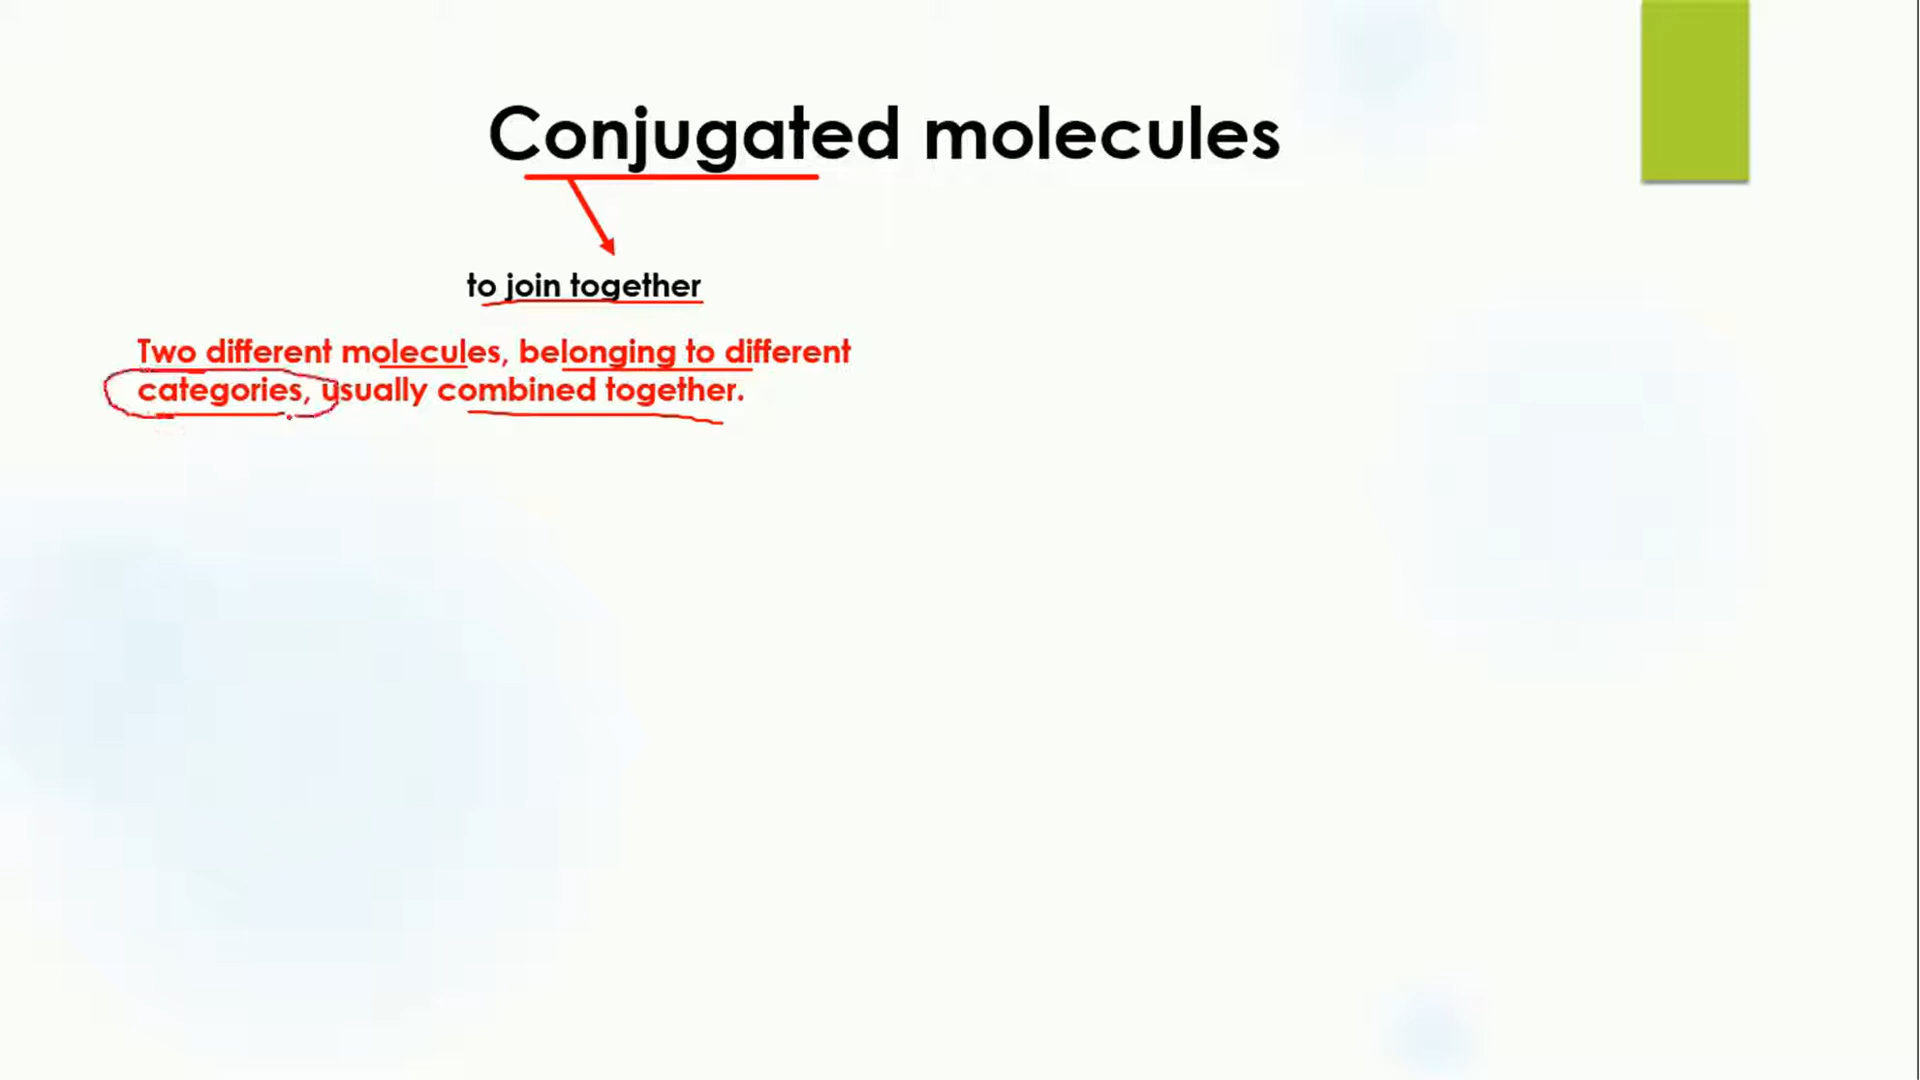 Conjugated molecules
to join together
Two different molecules, belonging to different
categories, usually combined together.